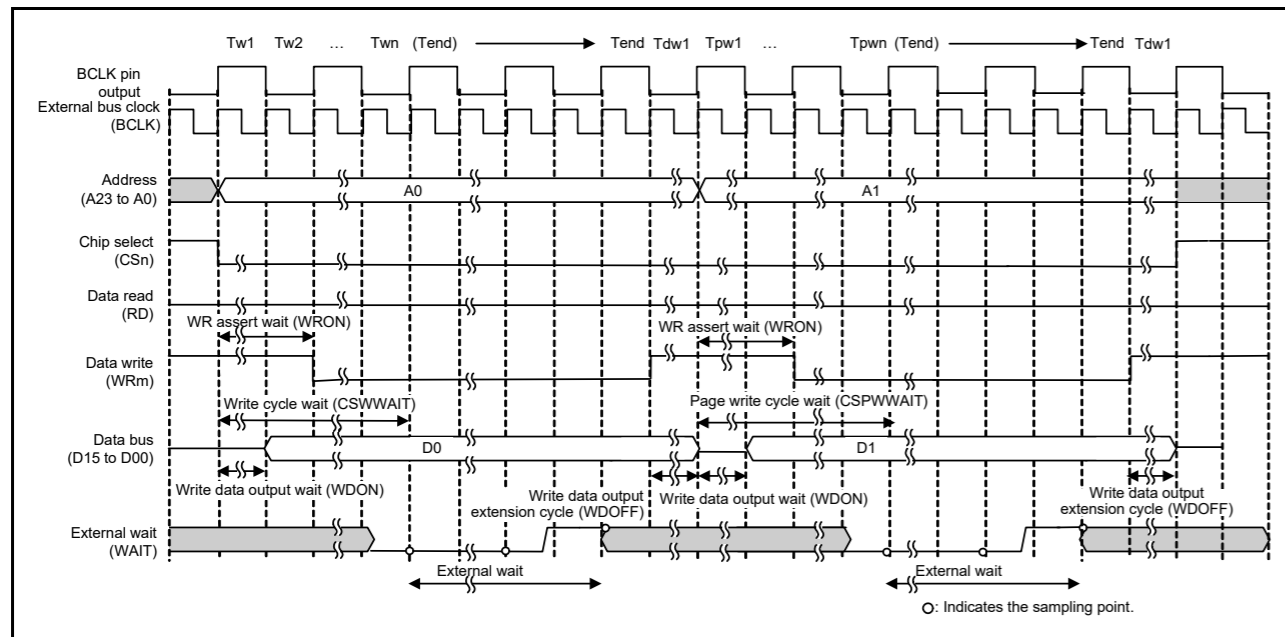 Tw1 Tw2 … Twn (Tend) Tend Tdw1 Tpw1 … Tpwn (Tend) Tend Tdw1
BCLK pin
output
External bus clock
(BCLK)
Address
(A23 to A0)
A0 A1
Chip select
(CSn)
Data read
(RD)
WR assert wait (WRON) WR assert wait (WRON)
Data write
(WRm)
Write cycle wait (CSWWAIT) Page write cycle wait (CSPWWAIT)
Data bus
(D15 to D00)
D0 D1
Write data output wait (WDON) Write data output
extension cycle (WDOFF)
Write data output wait (WDON) Write data output
extension cycle (WDOFF)
External wait
(WAIT)
External wait External wait
O: Indicates the sampling point.